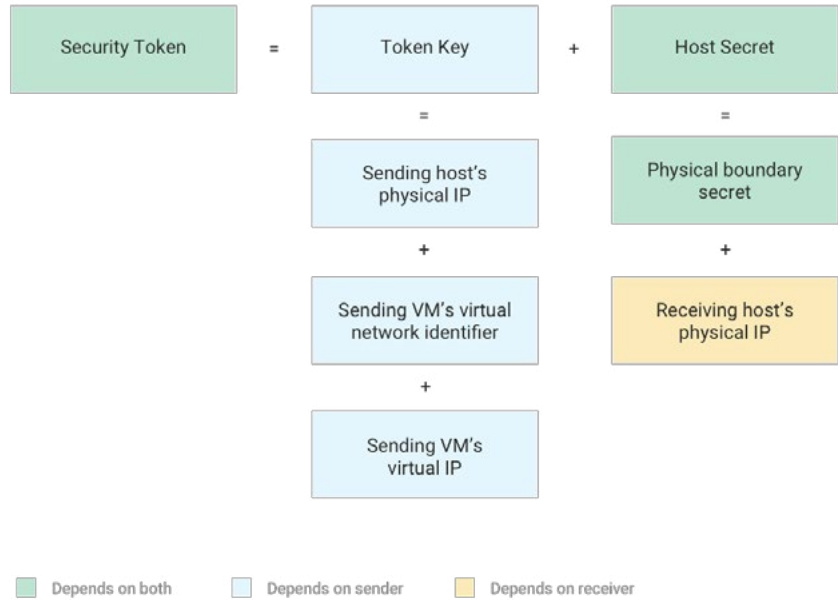 Security Token
=
Token Key
+
Host Secret
=
=
Sending host's
physical IP
Physical boundary
secret
+
+
Sending VM's virtual
network identifier
Receiving host's
physical IP
+
Sending VM's
virtual IP
Depends on both
Depends on sender
Depends on receiver